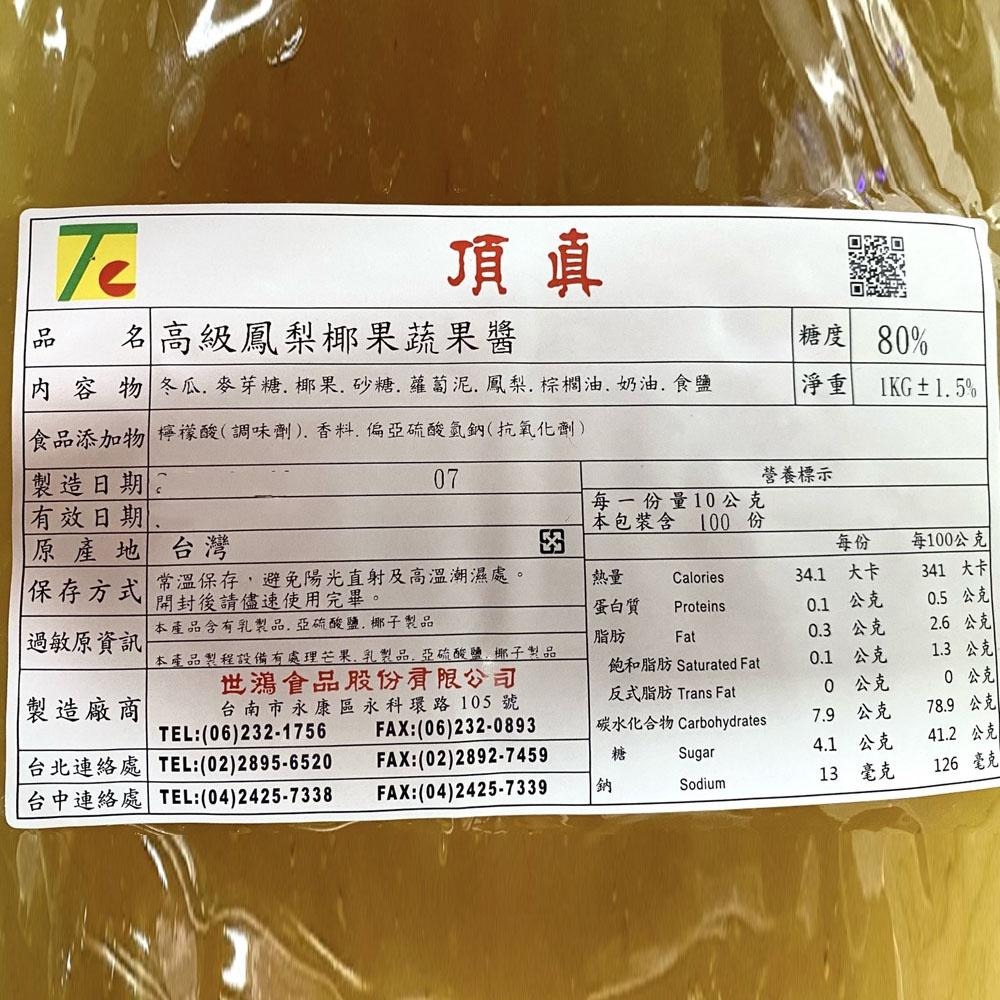 Te
頂真
品名 高級鳳梨椰果蔬果醬 糖度 80%
內容物 冬瓜.麥芽糖.椰果.砂糖.蘿蔔泥.鳳梨.棕櫚油.奶油.食鹽 淨重 1KG±1.5%
食品添加物 檸檬酸(調味劑).香料.偏亞硫酸氫鈉(抗氧化劑)
製造日期 07
有效日期
原產地 台灣
保存方式 常溫保存,避免陽光直射及高溫潮濕處。
開封後請儘速使用完畢。
過敏原資訊 本產品含有乳製品.亞硫酸鹽.椰子製品
本產品製程設備有處理芒果.乳製品.亞硫酸鹽.椰子製品
製造廠商 世鴻食品股份有限公司
台南市永康區永科環路105號
TEL:(06)232-1756 FAX:(06)232-0893
台北連絡處 TEL:(02)2895-6520 FAX:(02)2892-7459
台中連絡處 TEL:(04)2425-7338 FAX:(04)2425-7339
營養標示
每一份量10公克
本包裝含 100 份
每份 每100公克
熱量 Calories 34.1 大卡 341 大卡
蛋白質 Proteins 0.1 公克 0.5 公克
脂肪 Fat 0.3 公克 2.6 公克
飽和脂肪 Saturated Fat 0.1 公克 1.3 公克
反式脂肪 Trans Fat 0 公克 0 公克
碳水化合物 Carbohydrates 7.9 公克 78.9 公克
糖 Sugar 4.1 公克 41.2 公克
鈉 Sodium 13 毫克 126 毫克